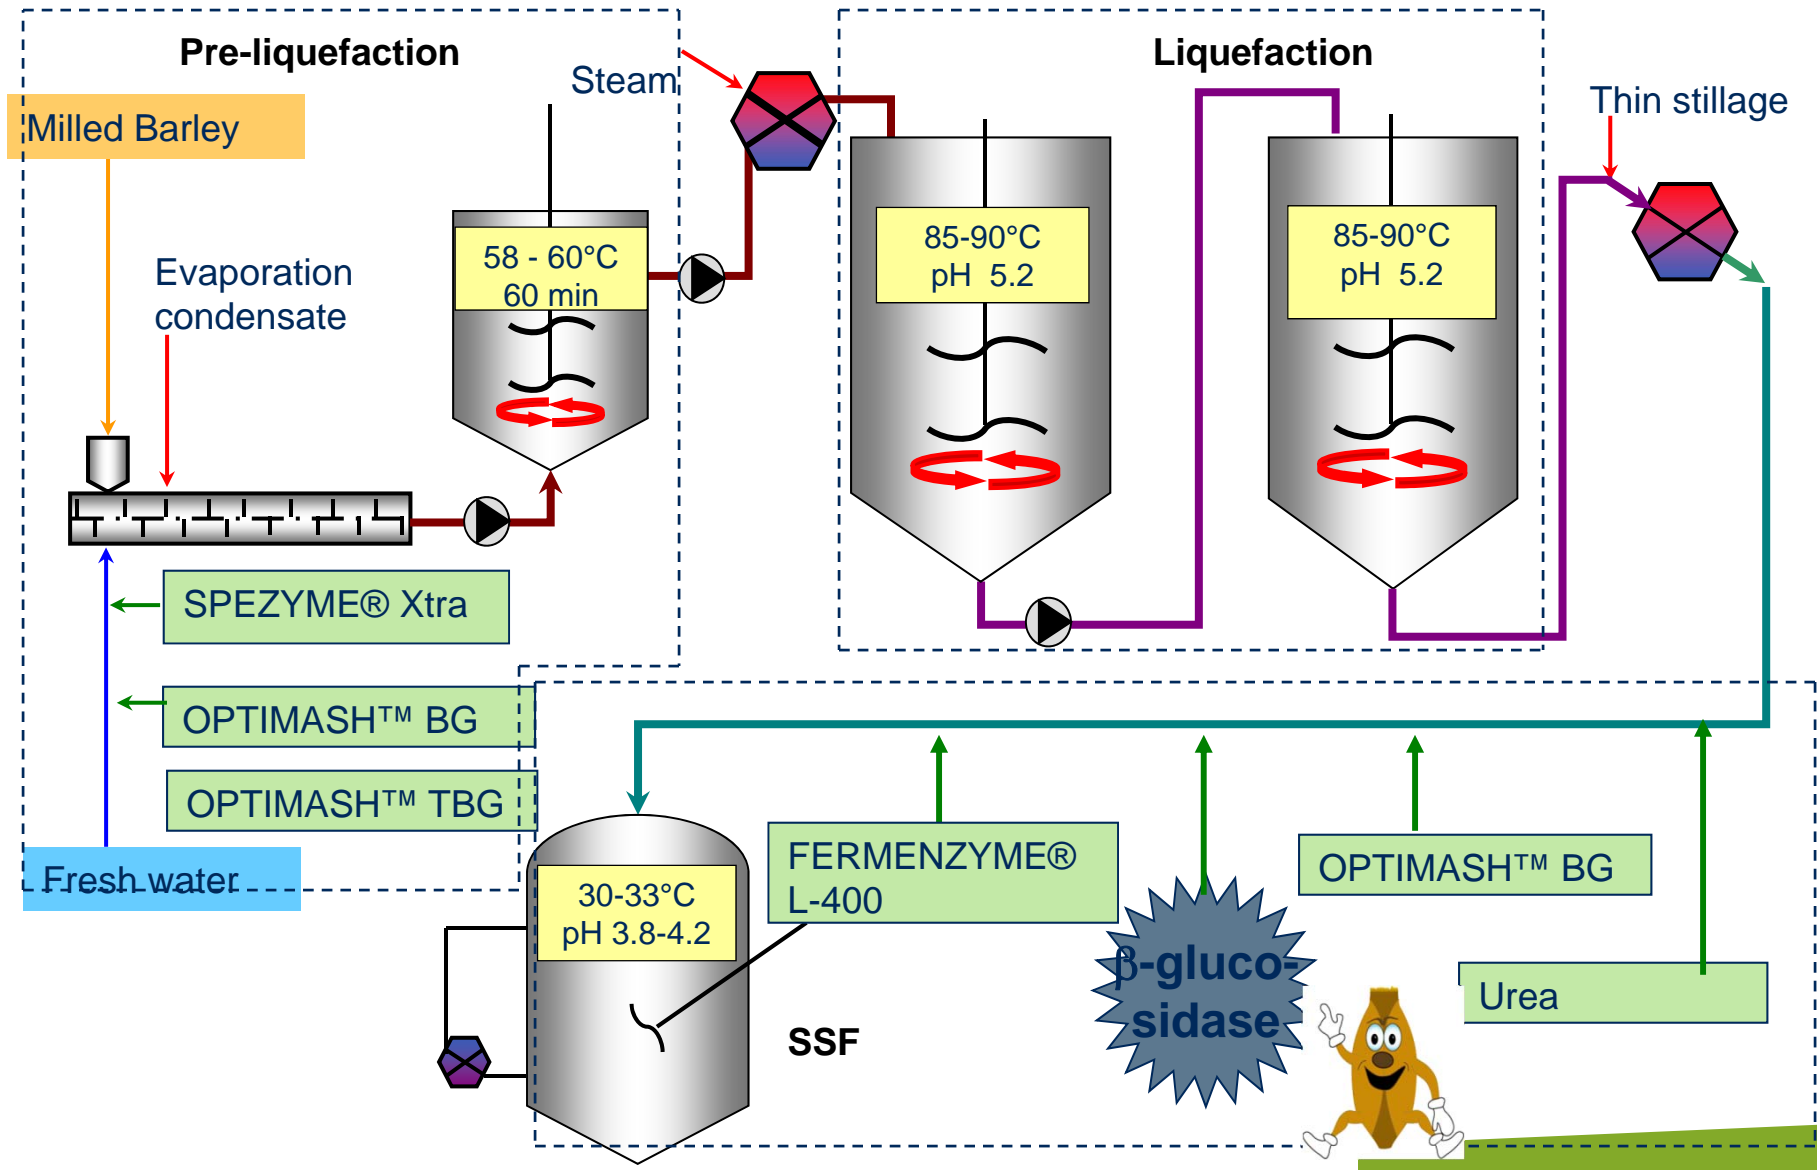 Pre-liquefaction
Liquefaction
Steam
Thin stillage
Milled Barley
58 - 60°C
60 min
85-90°C
pH 5.2
85-90°C
pH 5.2
Evaporation
condensate
SPEZYME® Xtra
OPTIMASH™ BG
OPTIMASH™ TBG
Fresh water
30-33°C
pH 3.8-4.2
FERMENZYME®
L-400
OPTIMASH™ BG
β-gluco-
sidase
Urea
SSF